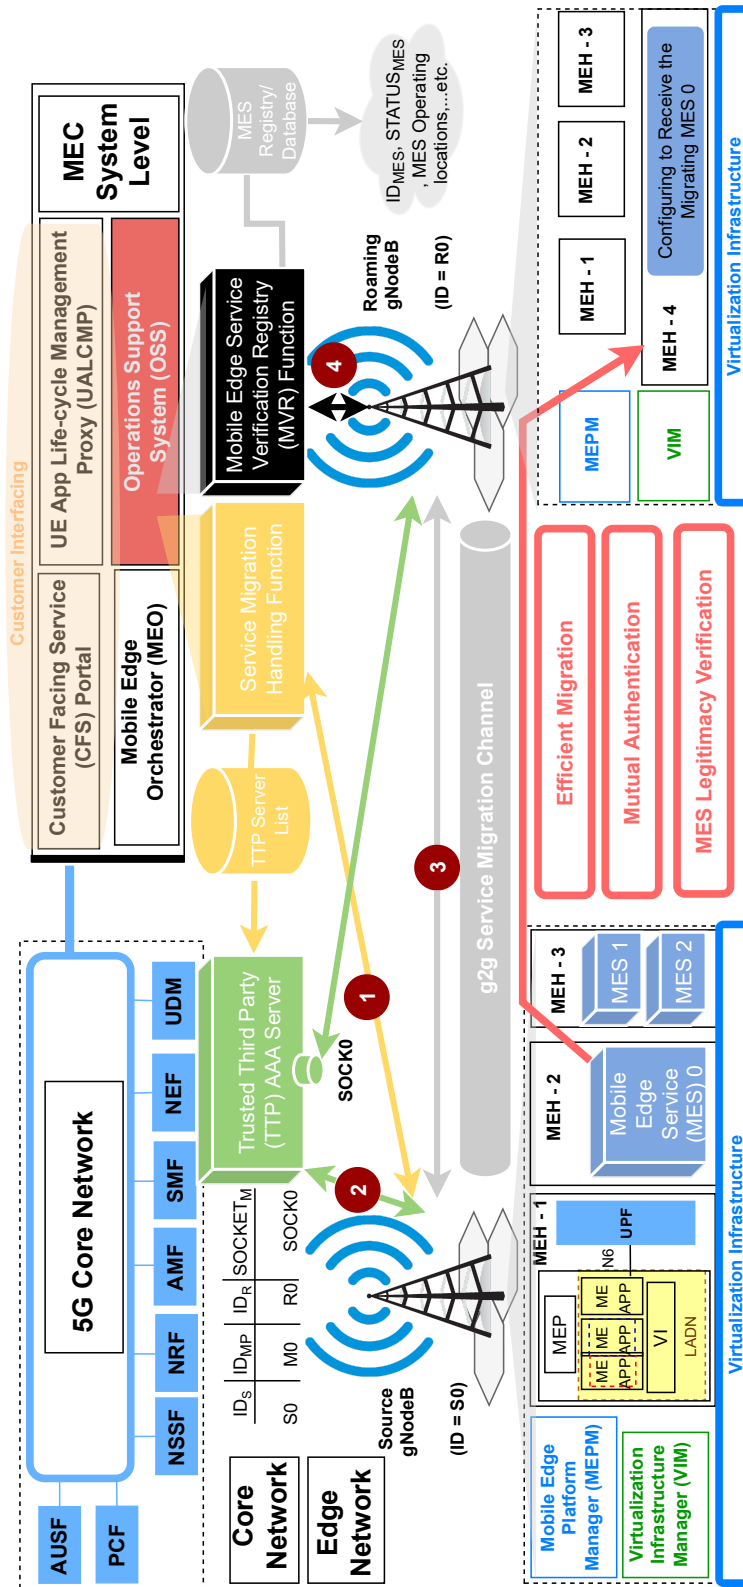 Customer Interfacing
5G Core Network
AUSF
PCF
NSSF
NRF
AMF
SMF
NEF
UDM
Customer Facing Service
(CFS) Portal
UE App Life-cycle Management
Proxy (UALCMP)
Mobile Edge
Orchestrator (MEO)
Operations Support
System (OSS)
MEC
System
Level
Core
Network
Edge
Network
ID_S ID_MP ID_R SOCKET_M
S0 M0 R0 SOCK0
Trusted Third Party
(TTP) AAA Server
SOCK0
TTP Server
List
Service Migration
Handling Function
Mobile Edge Service
Verification Registry
(MVR) Function
MES
Registry/
Database
ID_MES, STATUS_MES
, MES Operating
locations,...etc.
Source
gNodeB
(ID = S0)
Roaming
gNodeB
(ID = R0)
1
2
3
4
g2g Service Migration Channel
Mobile Edge
Platform
Manager (MEPM)
Virtualization
Infrastructure
Manager (VIM)
MEH - 1
MEP
ME
APP
ME
APP
ME
APP
VI
LADN
N6
UPF
MEH - 2
Mobile
Edge
Service
(MES) 0
MEH - 3
MES 1
MES 2
Virtualization Infrastructure
Efficient Migration
Mutual Authentication
MES Legitimacy Verification
MEPM
VIM
MEH - 1
MEH - 2
MEH - 3
MEH - 4
Configuring to Receive the
Migrating MES 0
Virtualization Infrastructure